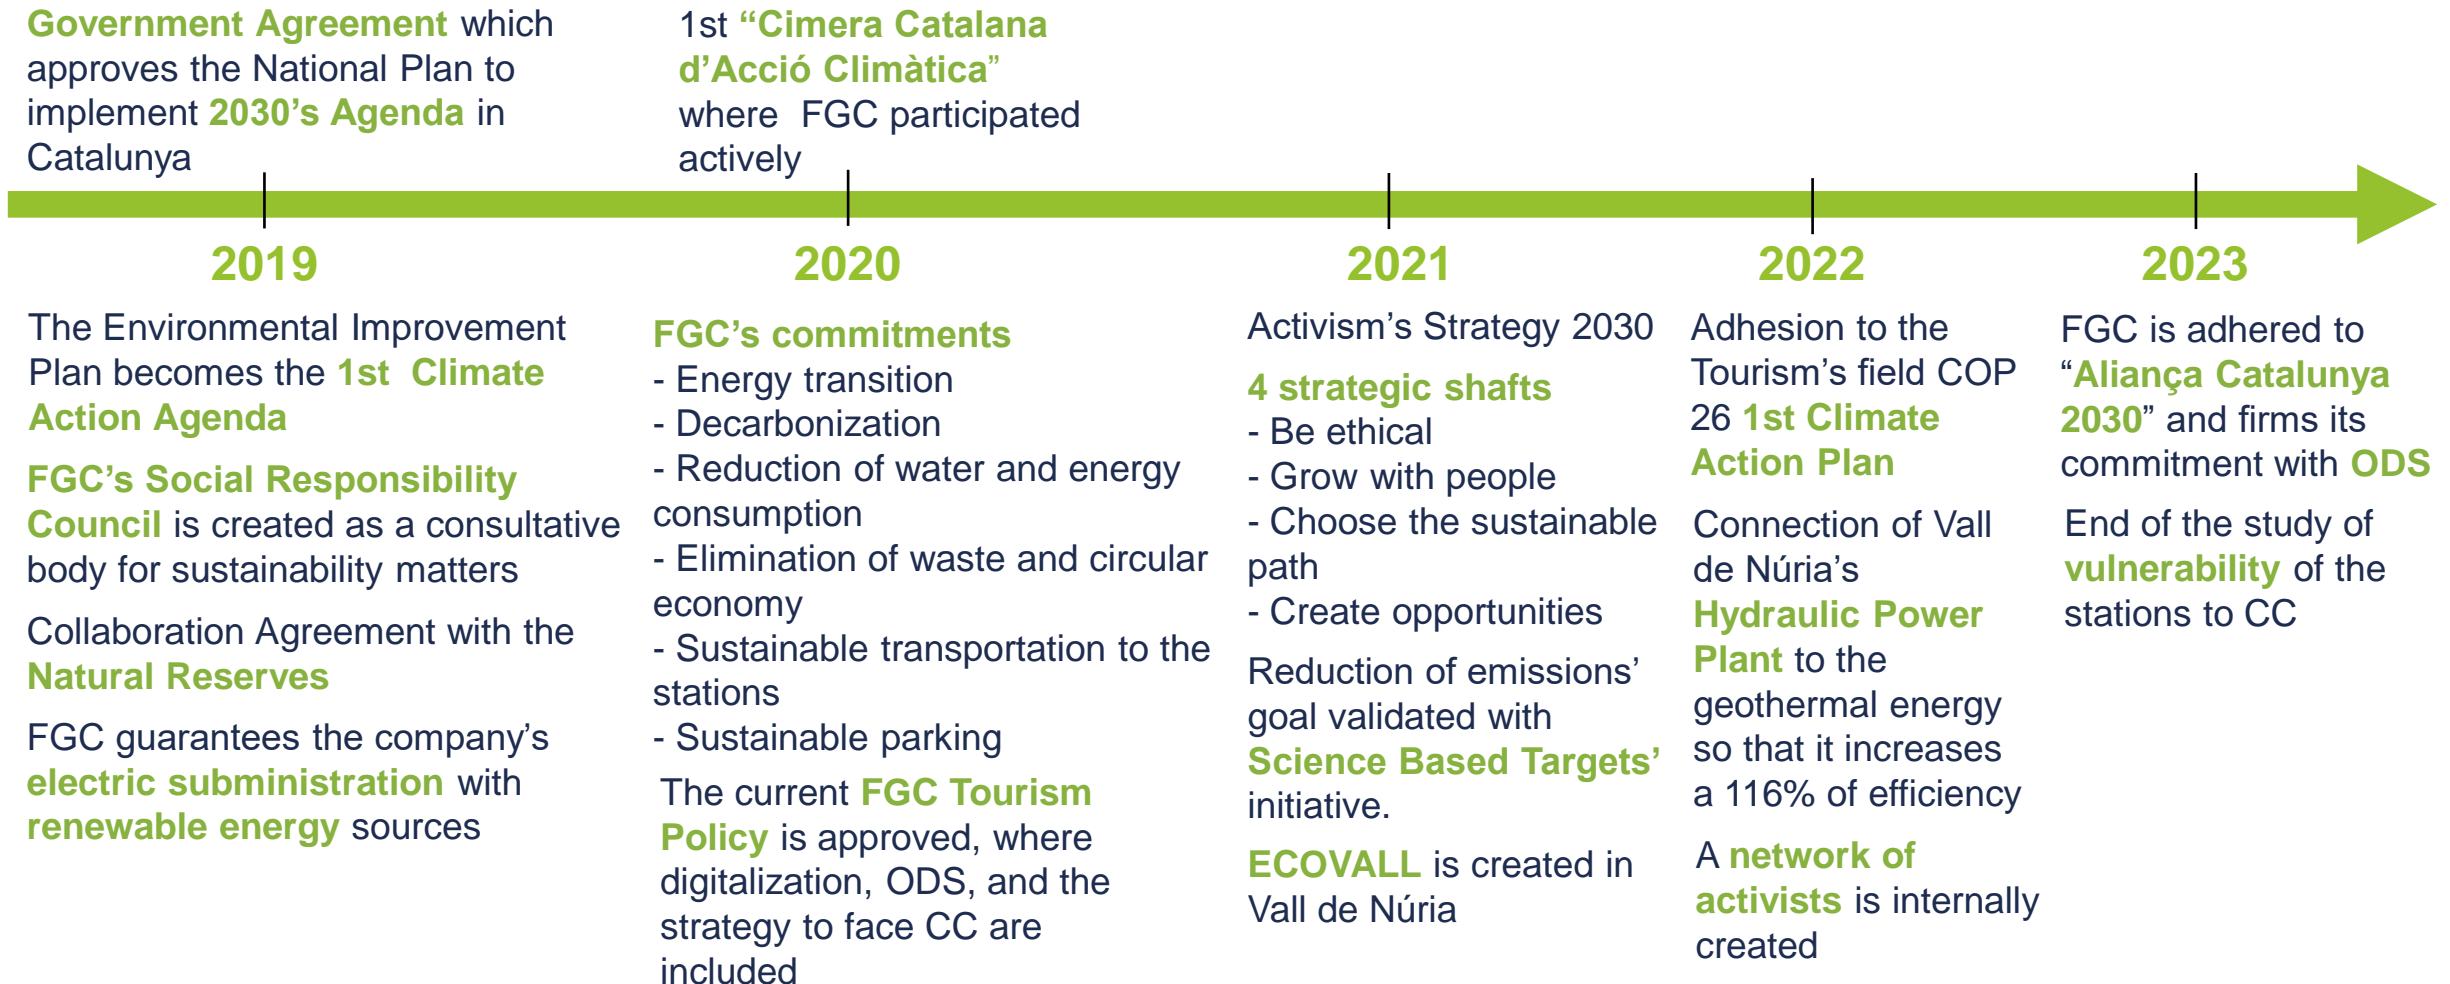 Government Agreement which
approves the National Plan to
implement 2030's Agenda in
Catalunya
1st “Cimera Catalana
d’Acció Climàtica”
where FGC participated
actively
2019
The Environmental Improvement
Plan becomes the 1st Climate
Action Agenda
FGC’s Social Responsibility
Council is created as a consultative
body for sustainability matters
Collaboration Agreement with the
Natural Reserves
FGC guarantees the company’s
electric subministration with
renewable energy sources
2020
FGC’s commitments
- Energy transition
- Decarbonization
- Reduction of water and energy
consumption
- Elimination of waste and circular
economy
- Sustainable transportation to the
stations
- Sustainable parking
The current FGC Tourism
Policy is approved, where
digitalization, ODS, and the
strategy to face CC are
included
2021
Activism’s Strategy 2030
4 strategic shafts
- Be ethical
- Grow with people
- Choose the sustainable
path
- Create opportunities
Reduction of emissions’
goal validated with
Science Based Targets’
initiative.
ECOVALL is created in
Vall de Núria
2022
Adhesion to the
Tourism’s field COP
26 1st Climate
Action Plan
Connection of Vall
de Núria’s
Hydraulic Power
Plant to the
geothermal energy
so that it increases
a 116% of efficiency
A network of
activists is internally
created
2023
FGC is adhered to
“Aliança Catalunya
2030” and firms its
commitment with ODS
End of the study of
vulnerability of the
stations to CC